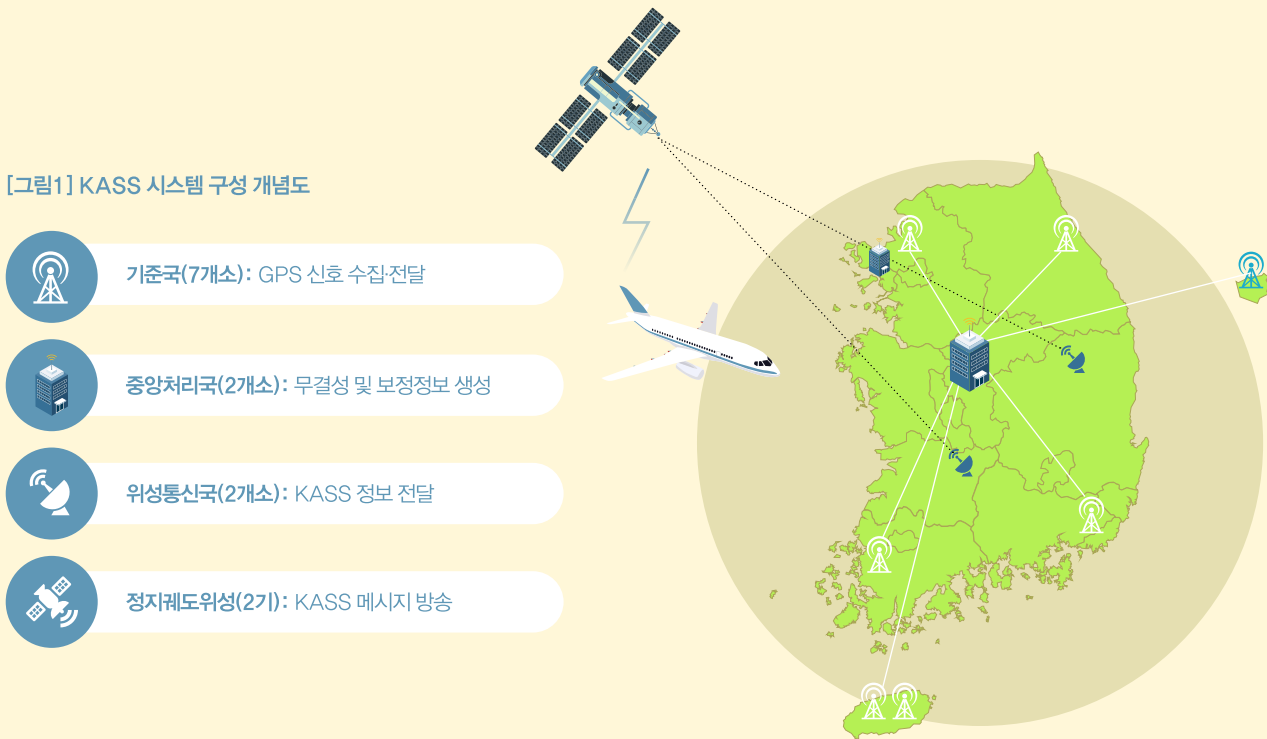 [그림1] KASS 시스템 구성 개념도
기준국(7개소): GPS 신호 수집·전달
중앙처리국(2개소): 무결성 및 보정정보 생성
위성통신국(2개소): KASS 정보 전달
정지궤도위성(2기): KASS 메시지 방송